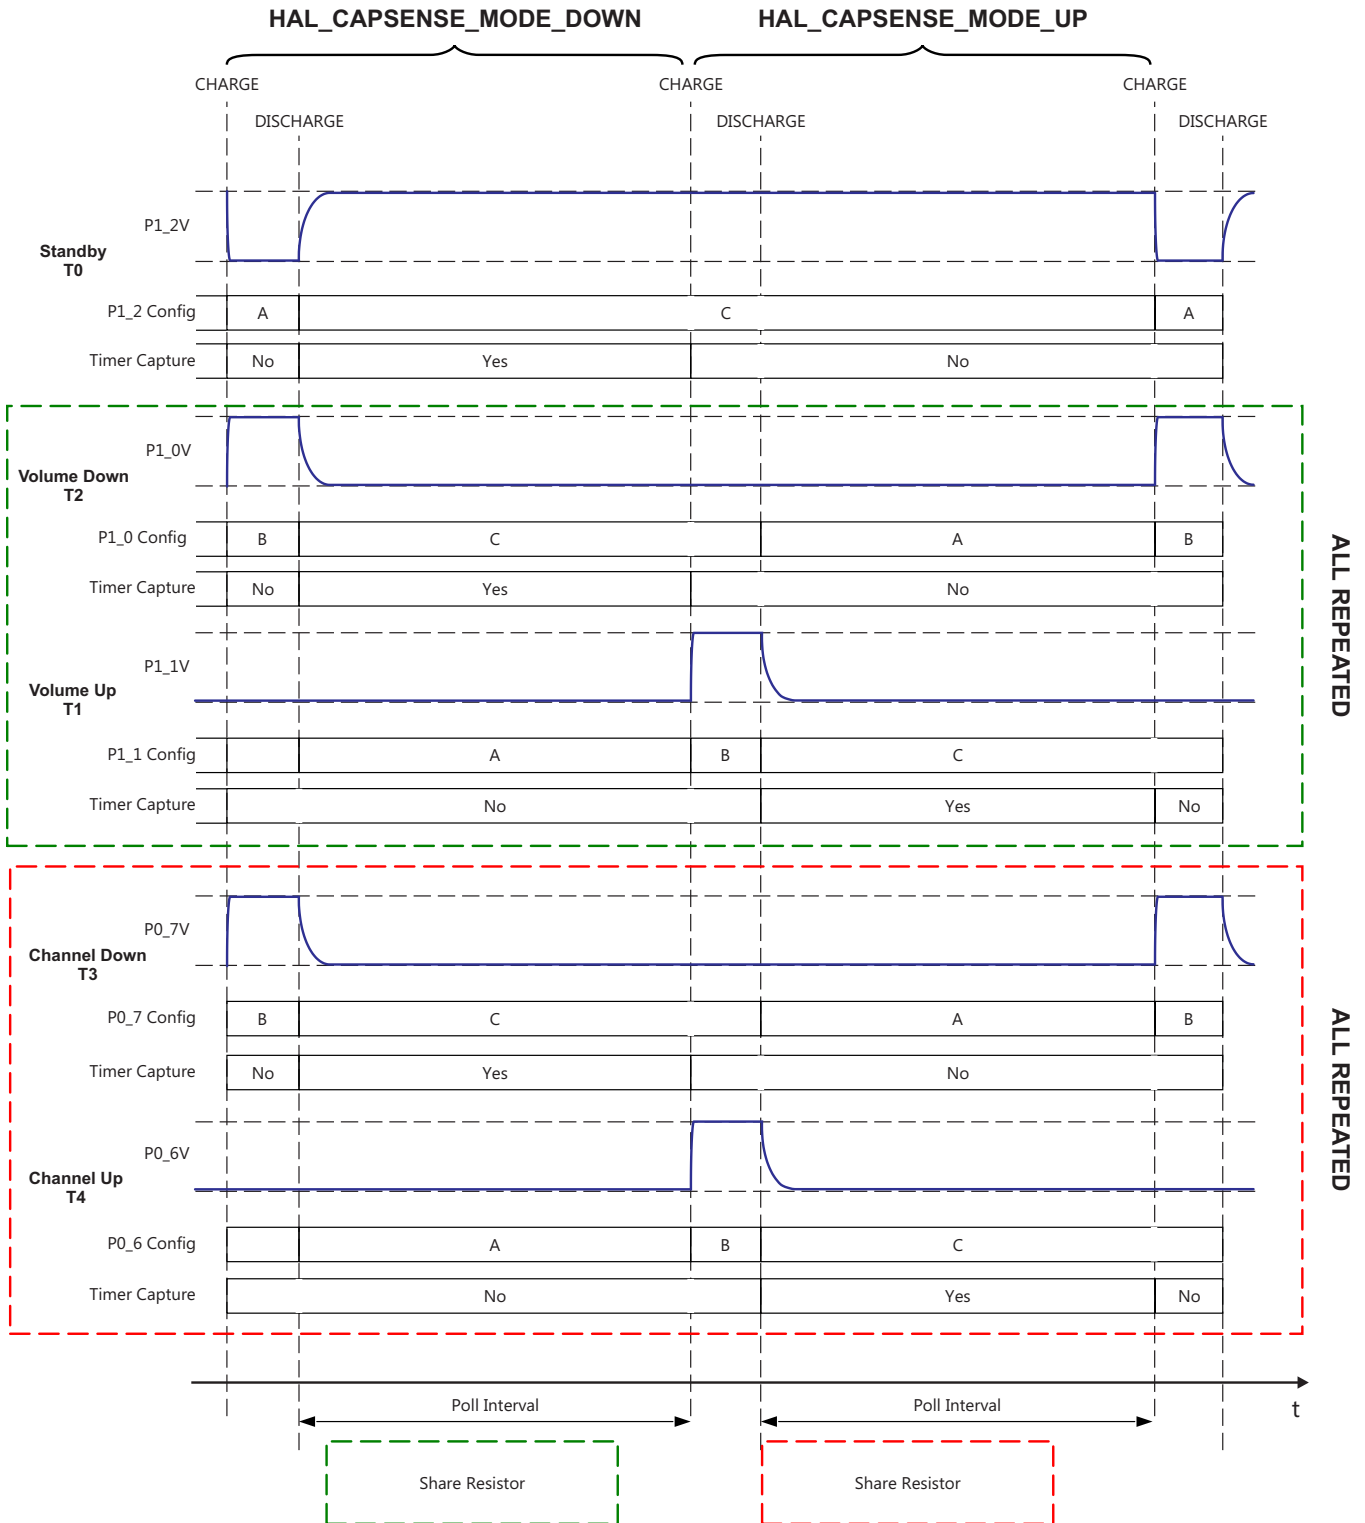 HAL_CAPSENSE_MODE_DOWN HAL_CAPSENSE_MODE_UP
CHARGE CHARGE CHARGE
DISCHARGE DISCHARGE DISCHARGE
P1_2V
Standby
T0
P1_2 Config A C A
Timer Capture No Yes No
P1_0V
Volume Down
T2
P1_0 Config B C A B
Timer Capture No Yes No
P1_1V
Volume Up
T1
P1_1 Config A B C
Timer Capture No Yes No
ALL REPEATED
P0_7V
Channel Down
T3
P0_7 Config B C A B
Timer Capture No Yes No
P0_6V
Channel Up
T4
P0_6 Config A B C
Timer Capture No Yes No
ALL REPEATED
Poll Interval Poll Interval t
Share Resistor Share Resistor